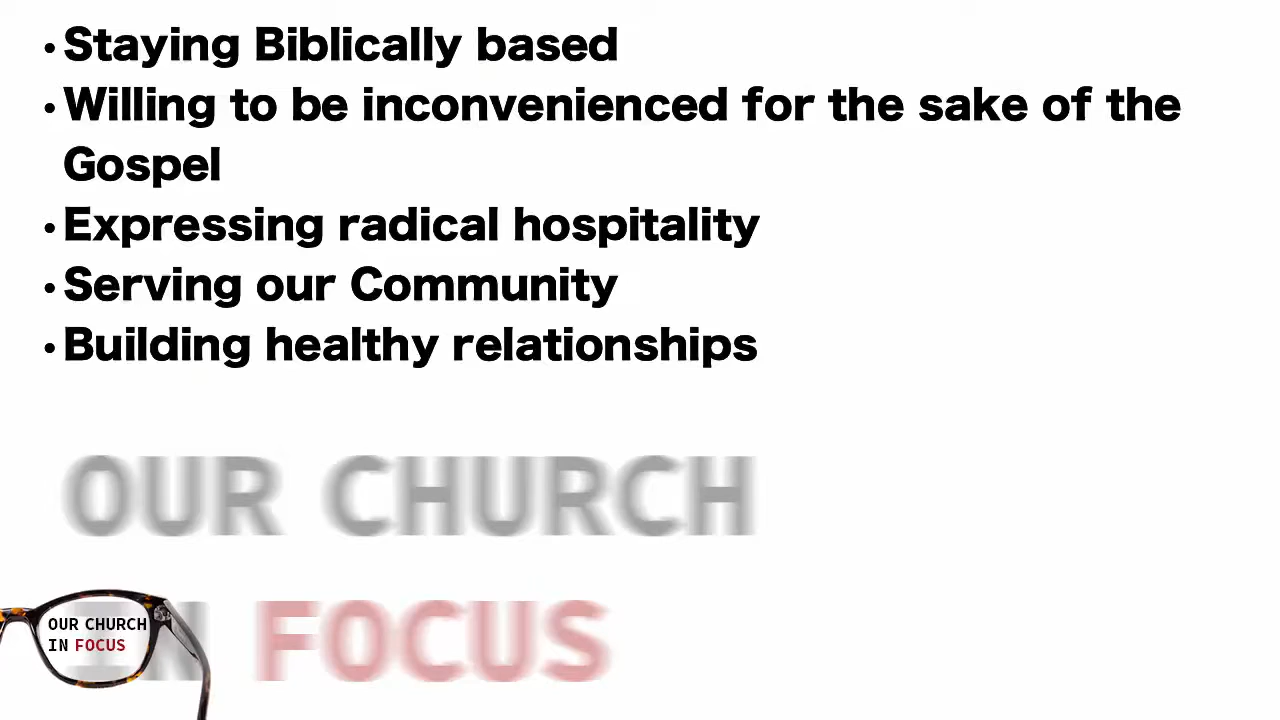 • Staying Biblically based
• Willing to be inconvenienced for the sake of the
Gospel
• Expressing radical hospitality
• Serving our Community
• Building healthy relationships
OUR CHURCH
IN FOCUS
OUR CHURCH
IN FOCUS